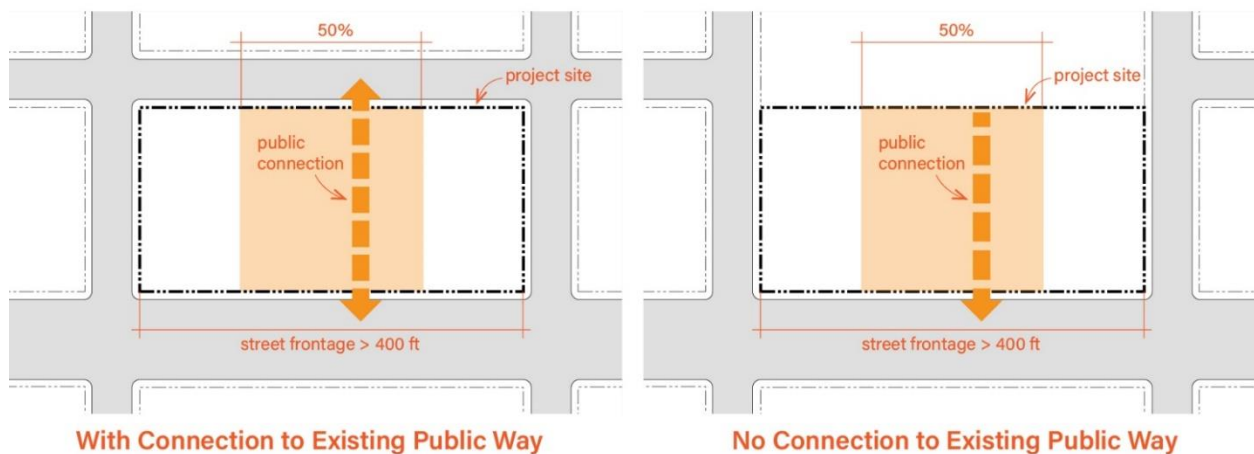 50%
project site
public
connection
street frontage > 400 ft
With Connection to Existing Public Way
50%
project site
public
connection
street frontage > 400 ft
No Connection to Existing Public Way